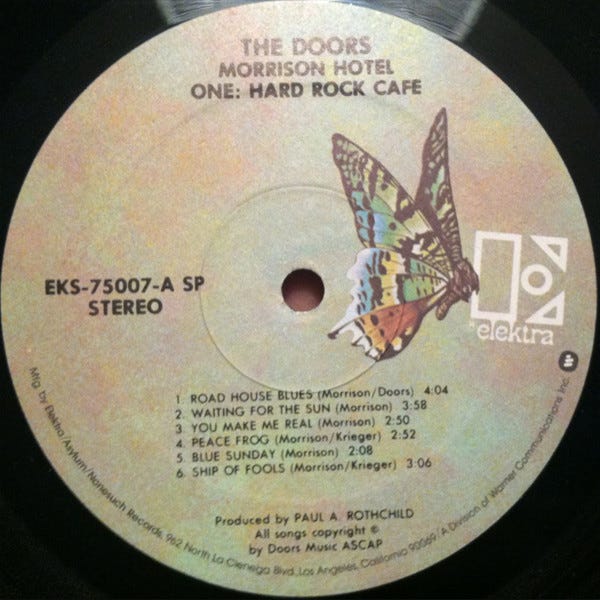 THE DOORS
MORRISON HOTEL
ONE: HARD ROCK CAFE
EKS-75007-A SP
STEREO
elektra
1. ROAD HOUSE BLUES (Morrison/Doors) 4:04
2. WAITING FOR THE SUN (Morrison) 3:58
3. YOU MAKE ME REAL (Morrison) 2:50
4. PEACE FROG (Morrison/Krieger) 2:52
5. BLUE SUNDAY (Morrison) 2:08
6. SHIP OF FOOLS (Morrison/Krieger) 3:06
Produced by PAUL A. ROTHCHILD
All songs copyright ©
by Doors Music ASCAP
Mfg. by Elektra/Asylum/Nonesuch Records, 962 North La Cienega Blvd., Los Angeles, California 90069/A Division of Warner Communications Inc.